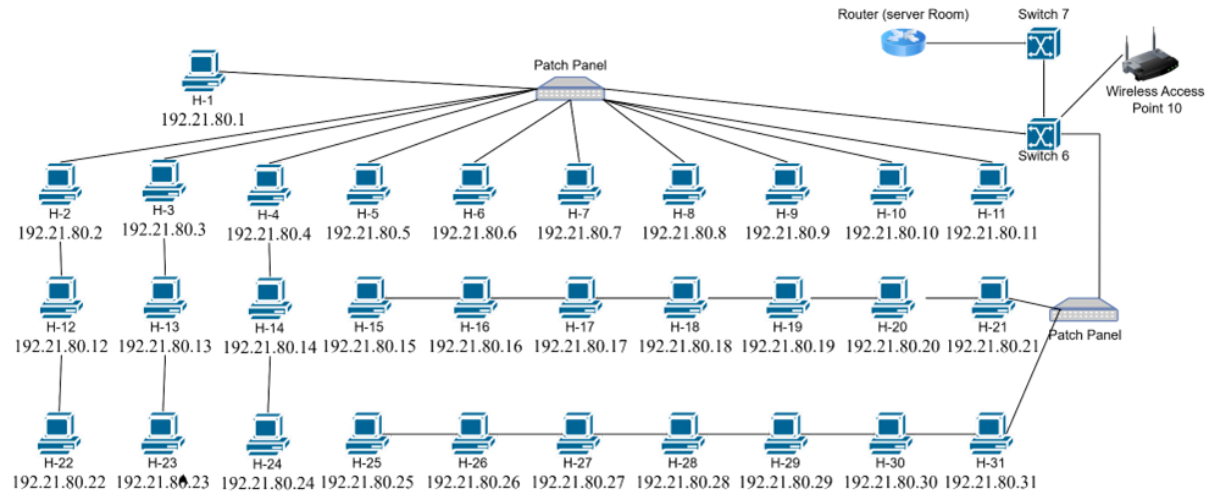 Router (server Room)
Switch 7
Patch Panel
H-1
192.21.80.1
Wireless Access
Point 10
Switch 6
H-2
192.21.80.2
H-3
192.21.80.3
H-4
192.21.80.4
H-5
192.21.80.5
H-6
192.21.80.6
H-7
192.21.80.7
H-8
192.21.80.8
H-9
192.21.80.9
H-10
192.21.80.10
H-11
192.21.80.11
H-12
192.21.80.12
H-13
192.21.80.13
H-14
192.21.80.14
H-15
192.21.80.15
H-16
192.21.80.16
H-17
192.21.80.17
H-18
192.21.80.18
H-19
192.21.80.19
H-20
192.21.80.20
H-21
192.21.80.21
Patch Panel
H-22
192.21.80.22
H-23
192.21.80.23
H-24
192.21.80.24
H-25
192.21.80.25
H-26
192.21.80.26
H-27
192.21.80.27
H-28
192.21.80.28
H-29
192.21.80.29
H-30
192.21.80.30
H-31
192.21.80.31